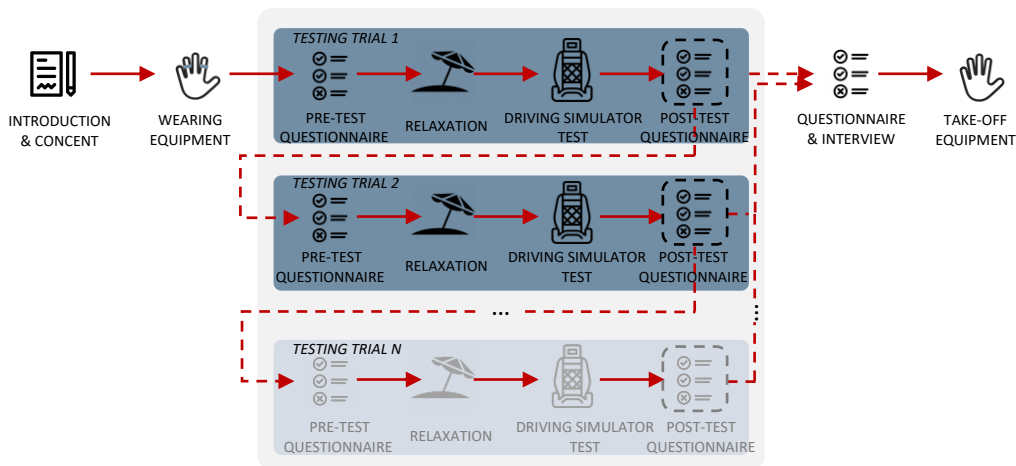 TESTING TRIAL 1
INTRODUCTION
& CONCENT
WEARING
EQUIPMENT
PRE-TEST
QUESTIONNAIRE
RELAXATION
DRIVING SIMULATOR
TEST
POST-TEST
QUESTIONNAIRE
QUESTIONNAIRE
& INTERVIEW
TAKE-OFF
EQUIPMENT
TESTING TRIAL 2
PRE-TEST
QUESTIONNAIRE
RELAXATION
DRIVING SIMULATOR
TEST
POST-TEST
QUESTIONNAIRE
...
...
TESTING TRIAL N
PRE-TEST
QUESTIONNAIRE
RELAXATION
DRIVING SIMULATOR
TEST
POST-TEST
QUESTIONNAIRE